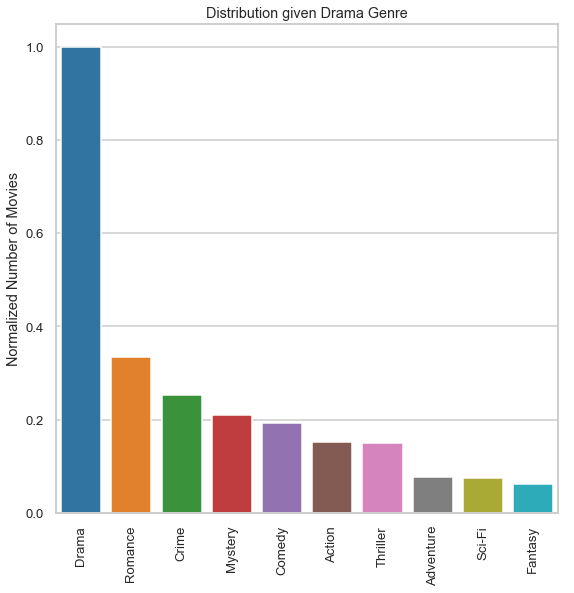 Distribution given Drama Genre
Normalized Number of Movies
1.0
0.8
0.6
0.4
0.2
0.0
Drama
Romance
Crime
Mystery
Comedy
Action
Thriller
Adventure
Sci-Fi
Fantasy